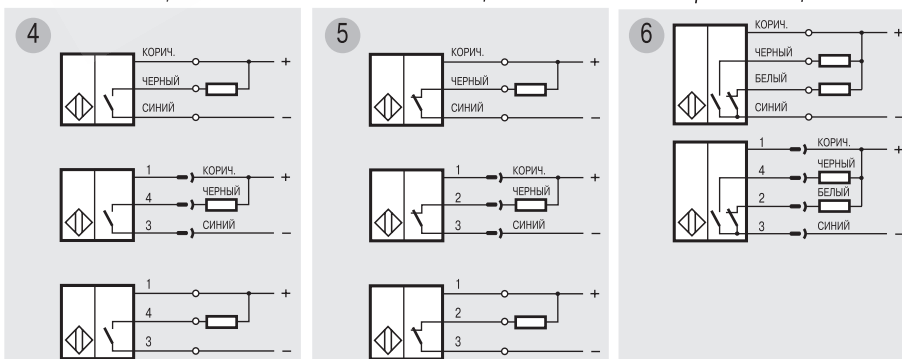 4
КОРИЧ.
+
ЧЕРНЫЙ
СИНИЙ
–
1
КОРИЧ.
+
4
ЧЕРНЫЙ
3
СИНИЙ
–
1
+
4
3
–
5
КОРИЧ.
+
ЧЕРНЫЙ
СИНИЙ
–
1
КОРИЧ.
+
2
ЧЕРНЫЙ
3
СИНИЙ
–
1
+
2
3
–
6
КОРИЧ.
+
ЧЕРНЫЙ
БЕЛЫЙ
СИНИЙ
–
1
КОРИЧ.
+
4
ЧЕРНЫЙ
2
БЕЛЫЙ
3
СИНИЙ
–